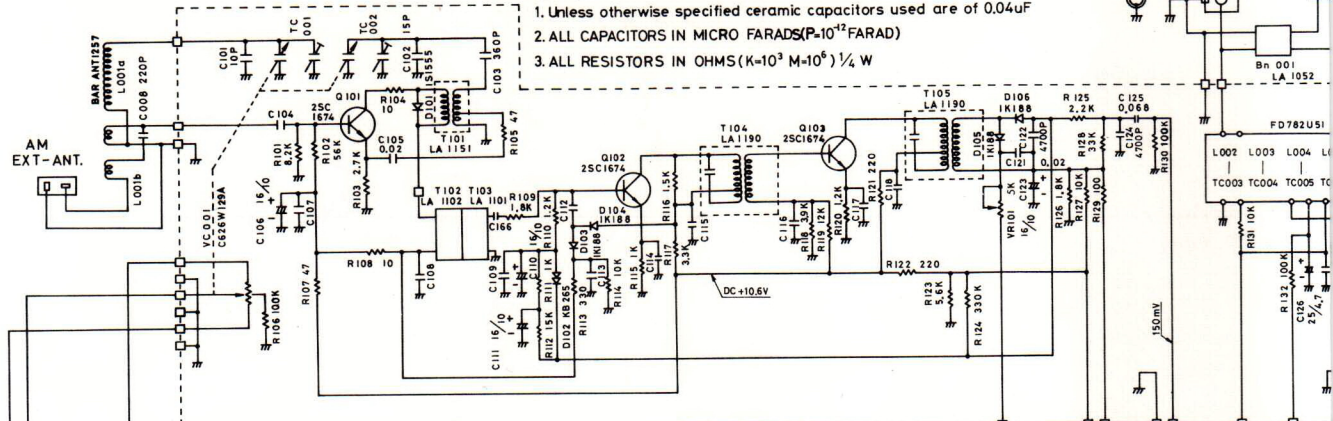 1. Unless otherwise specified ceramic capacitors used are of 0.04uF
2. ALL CAPACITORS IN MICRO FARADS(P=10⁻¹² FARAD)
3. ALL RESISTORS IN OHMS (K=10³ M=10⁶) ¼ W
BAR ANT1257
L001a
C008 220P
L001b
AM
EXT-ANT.
VC 001
C626W129A
TC 001
TC 002
C101 10P
C102 15P
C103 360P
C104
R101 8.2K
R102 56K
Q101
2SC 1674
R103 2.7K
R104 10
C105 0,02
D101 1S1555
T101
LA 1151
R105 47
C106 16/10
C107
R106 100K
R107 47
R108 10
C108
T102
LA 1102
T103
LA 1101
C166
R109 1,8K
C109
C110 16/10
R110 1,2K
R111 1K
C111 16/10
R112 15K
D102 KB265
R113 330
C112
D103 1K188
C113
R114 10K
D104
1K188
Q102
2SC1674
R115 1K
C114
R116 1.5K
R117 3,3K
C115
T104
LA1190
C116
R118 3,9K
R119 12K
Q103
2SC1674
R120 1,2K
C117
R121 220
C118
DC +10,6V
R122 220
R123 5,6K
R124 330K
T105
LA 1190
D105 1K188
D106
1K188
C122 4700P
C121
0,02
C123 16/10
VR101 5K
R125
2.2K
R126 1,8K
R127 10K
R128 33K
R129 100
C124 4700P
C125
0,068
R130 100K
150mV
Bn 001
LA 1052
FD782U51
L002 L003 L004
TC003 TC004 TC005
R131 10K
R132 100K
C126 25/4,7